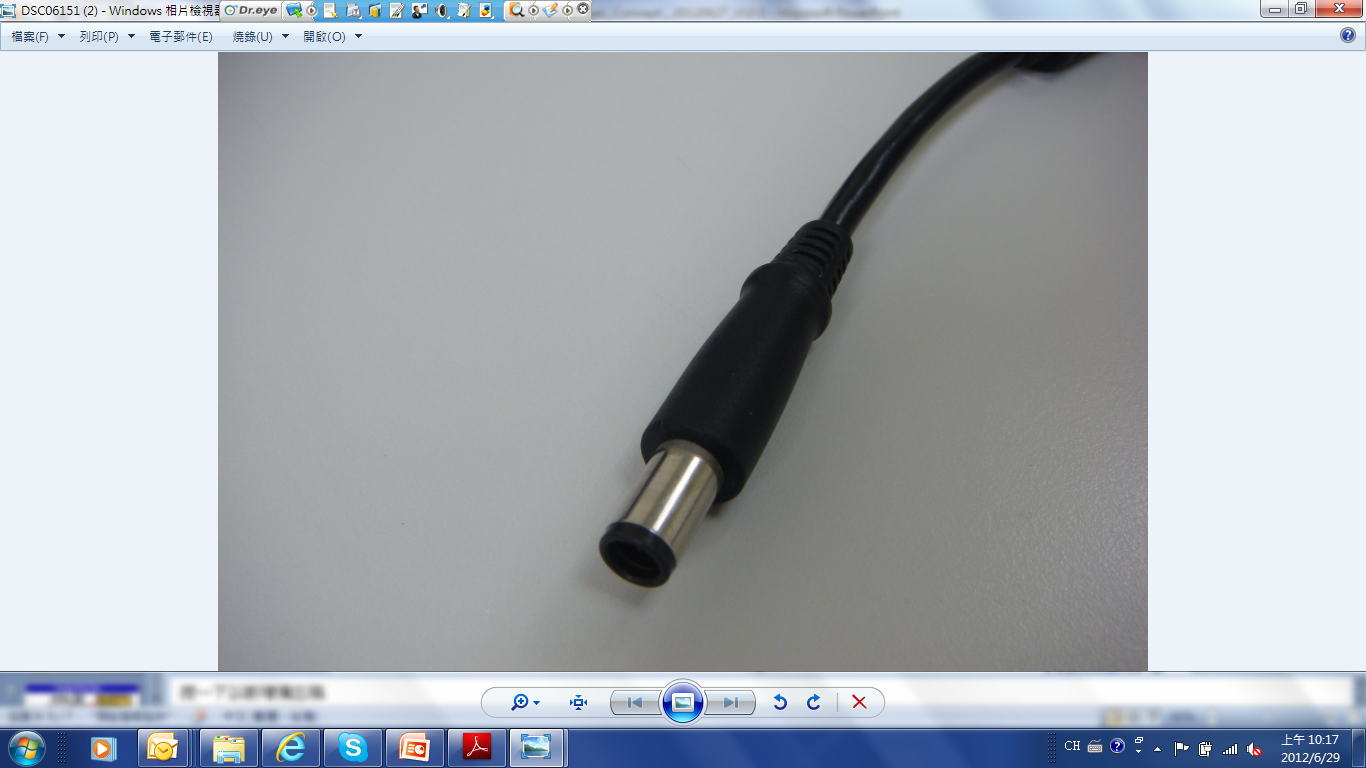 DSC06151 (2) - Windows 相片檢視器
Dr.eye
檔案(F) 列印(P) 電子郵件(E) 燒錄(U) 開啟(O)
CH
上午 10:17
2012/6/29